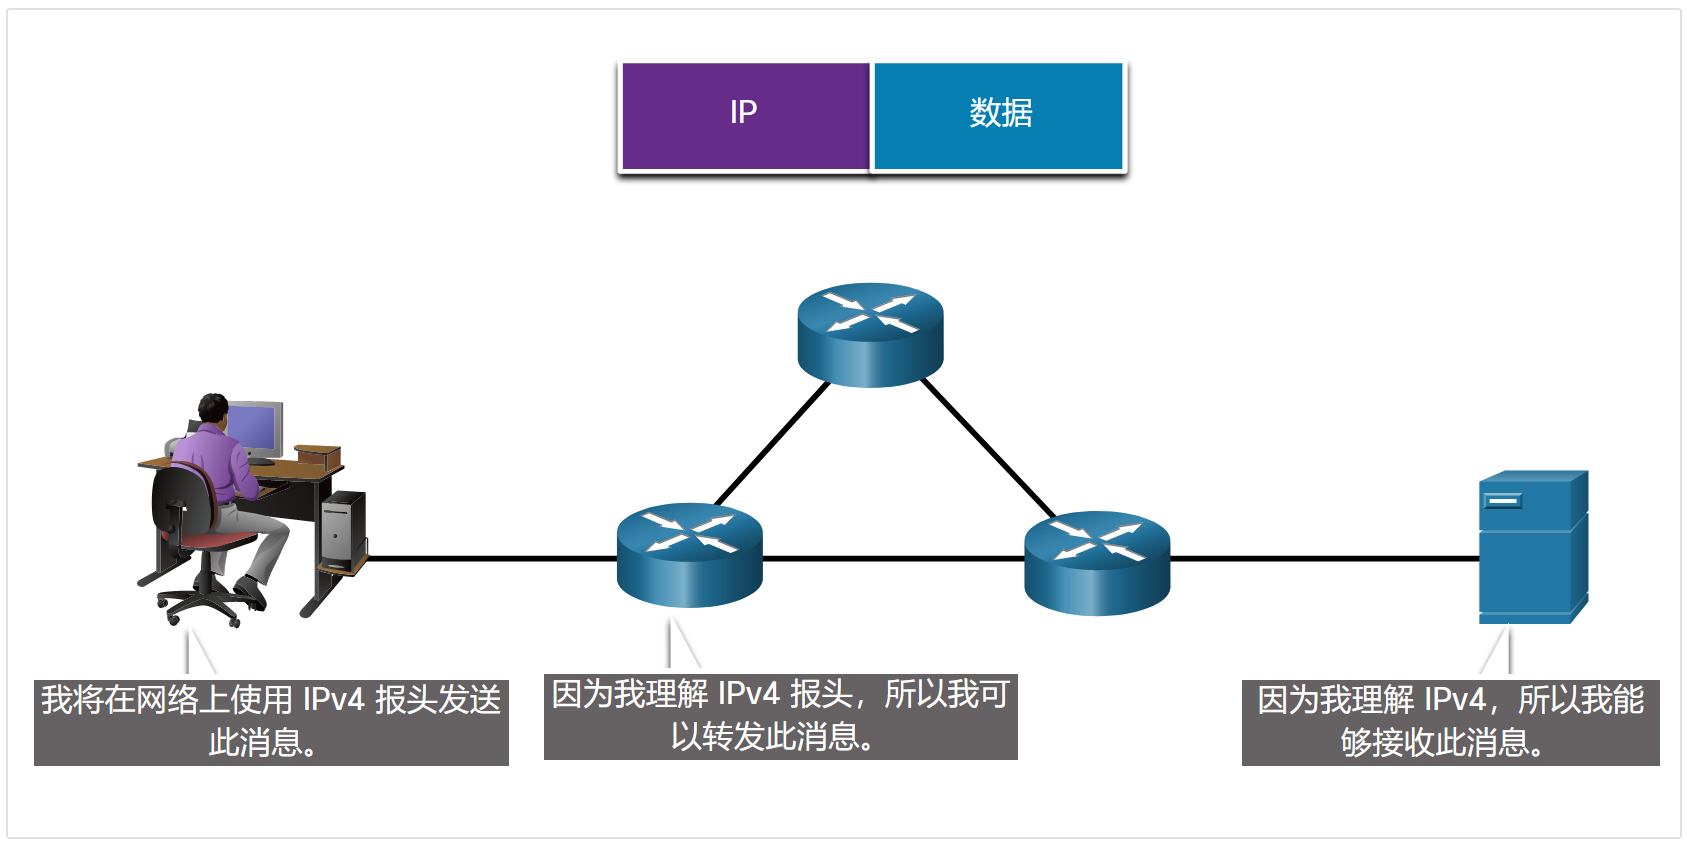 IP
数据
我将在网络上使用 IPv4 报头发送
此消息。
因为我理解 IPv4 报头，所以我可
以转发此消息。
因为我理解 IPv4，所以我能
够接收此消息。